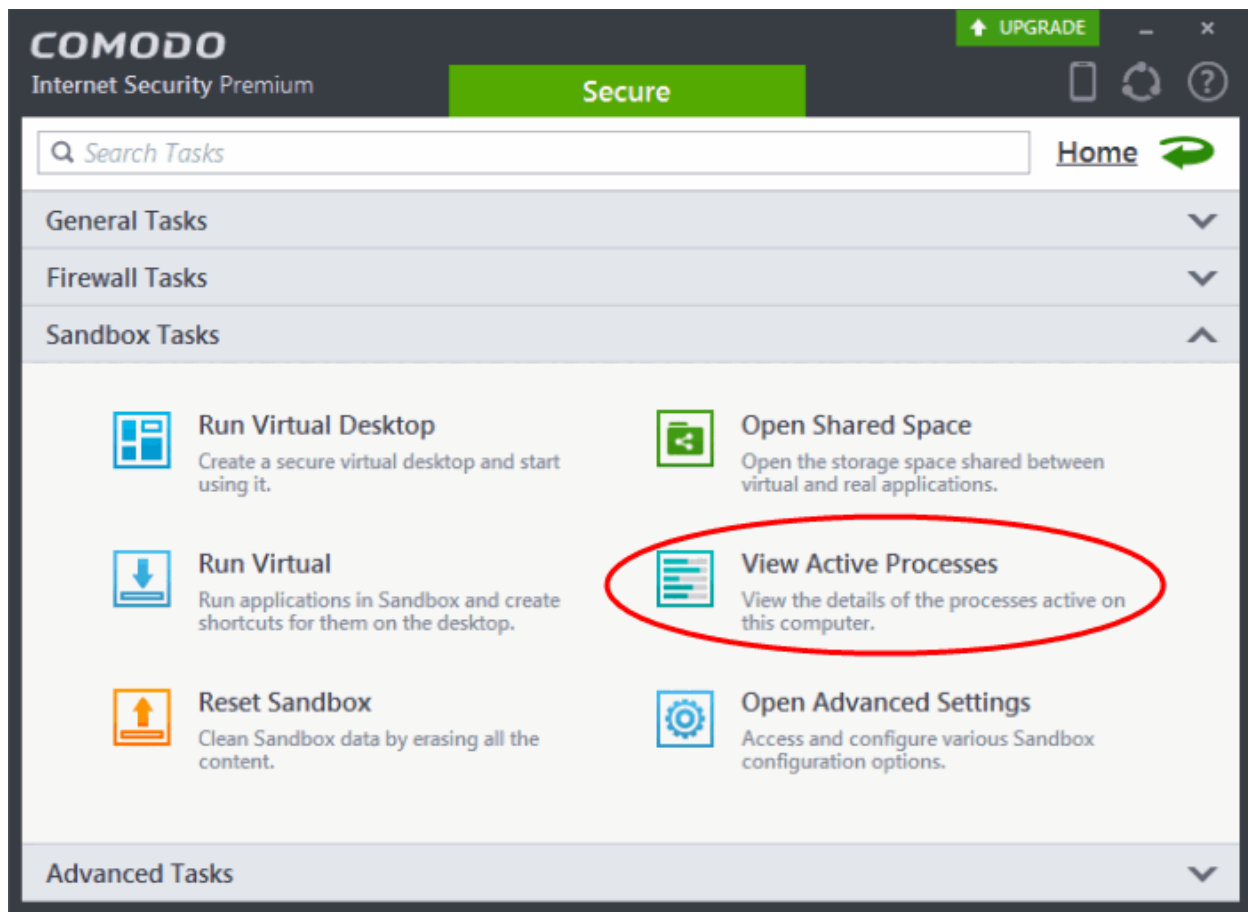 COMODO
UPGRADE
Internet Security Premium
Secure
?
Search Tasks
Home
General Tasks
Firewall Tasks
Sandbox Tasks
Run Virtual Desktop
Create a secure virtual desktop and start
using it.
Open Shared Space
Open the storage space shared between
virtual and real applications.
Run Virtual
Run applications in Sandbox and create
shortcuts for them on the desktop.
View Active Processes
View the details of the processes active on
this computer.
Reset Sandbox
Clean Sandbox data by erasing all the
content.
Open Advanced Settings
Access and configure various Sandbox
configuration options.
Advanced Tasks